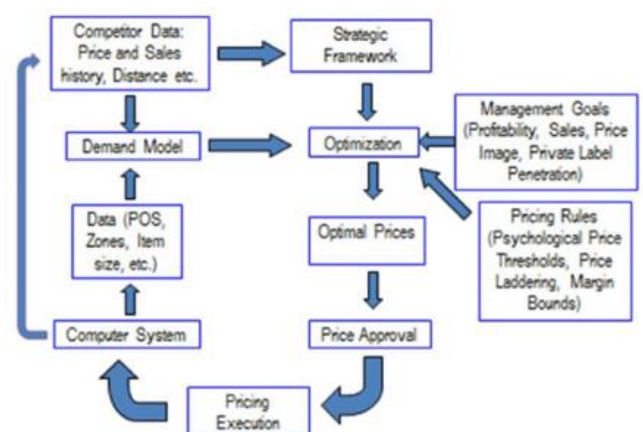 Competitor Data:
Price and Sales
history, Distance etc.
Strategic
Framework
Management Goals
(Profitability, Sales, Price
Image, Private Label
Penetration)
Demand Model
Optimization
Data (POS,
Zones, Item
size, etc.)
Optimal Prices
Pricing Rules
(Psychological Price
Thresholds, Price
Laddering, Margin
Bounds)
Computer System
Price Approval
Pricing
Execution